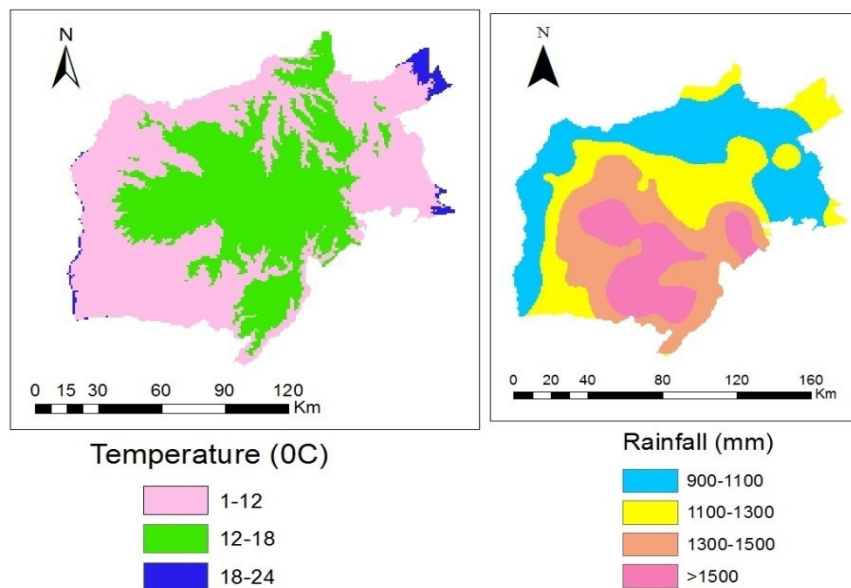 N
0 15 30 60 90 120
Km
Temperature (0C)
1-12
12-18
18-24
N
0 20 40 80 120 160
Km
Rainfall (mm)
900-1100
1100-1300
1300-1500
>1500